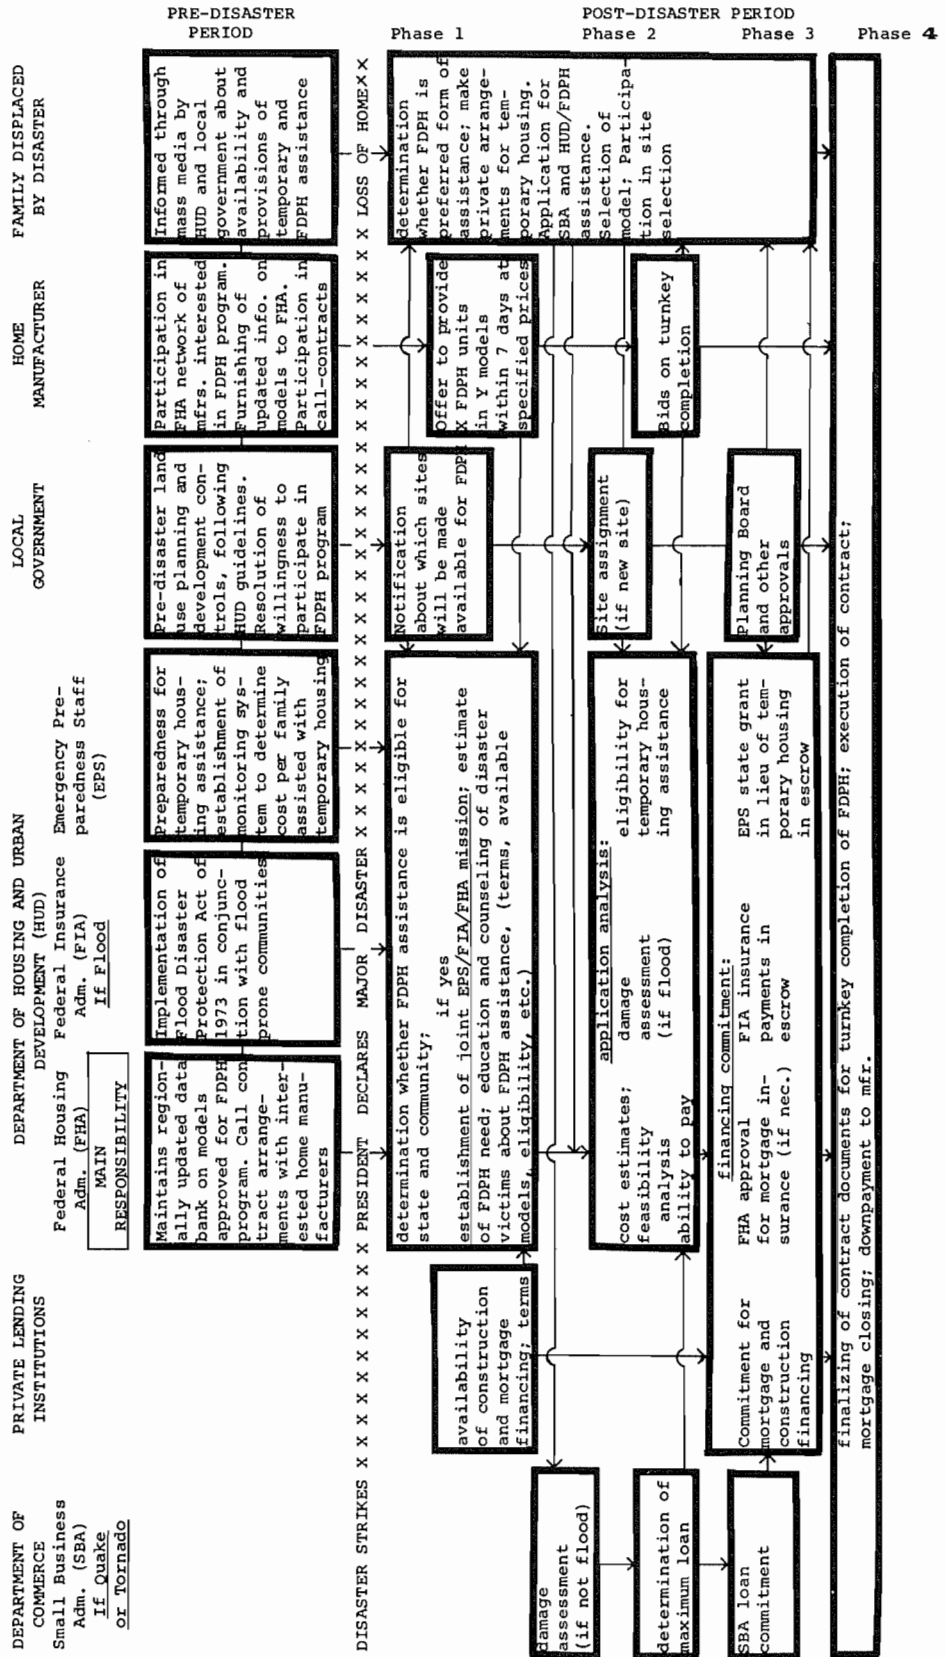 PRE-DISASTER
PERIOD
POST-DISASTER PERIOD
Phase 1
Phase 2
Phase 3
Phase 4
FAMILY DISPLACED
BY DISASTER
Informed through
mass media by
HUD and local
government about
availability and
provisions of
temporary and
FDPH assistance
determination
whether FDPH is
preferred form of
assistance; make
private arrange-
ments for tem-
porary housing.
Application for
SBA and HUD/FDPH
assistance.
Selection of
model; Participa-
tion in site
selection
HOME
MANUFACTURER
Participation in
FHA network of
mfrs. interested
in FDPH program.
Furnishing of
updated info. on
models to FHA.
Participation in
call-contracts
Offer to provide
X FDPH units
in Y models
within 7 days at
specified prices
Bids on turnkey
completion
LOCAL
GOVERNMENT
Pre-disaster land
use planning and
development con-
trols, following
HUD guidelines.
Resolution of
willingness to
participate in
FDPH program
Notification
about which sites
will be made
available for FDPH
Site assignment
(if new site)
Planning Board
and other
approvals
DEPARTMENT OF HOUSING AND URBAN
DEVELOPMENT (HUD)
Emergency Pre-
paredness Staff
(EPS)
Preparedness for
temporary hous-
ing assistance;
establishment of
monitoring sys-
tem to determine
cost per family
assisted with
temporary housing
Federal Insurance
Adm. (FIA)
If Flood
Implementation of
Flood Disaster
Protection Act of
1973 in conjunc-
tion with flood
prone communities
Federal Housing
Adm. (FHA)
MAIN
RESPONSIBILITY
Maintains region-
ally updated data
bank on models
approved for FDPH
program. Call con
tract arrange-
ments with inter-
ested home manu-
facturers
determination whether FDPH assistance is eligible for
state and community;
if yes
establishment of joint EPS/FIA/FHA mission; estimate
of FDPH need; education and counseling of disaster
victims about FDPH assistance, (terms, available
models, eligibility, etc.)
application analysis:
cost estimates;
feasibility
analysis
ability to pay
damage
assessment
(if flood)
eligibility for
temporary hous-
ing assistance
financing commitment:
Commitment for
mortgage and
construction
financing
FHA approval
for mortgage in-
surance (if nec.)
FIA insurance
payments in
escrow
EPS state grant
in lieu of tem-
porary housing
in escrow
PRIVATE LENDING
INSTITUTIONS
availability
of construction
and mortgage
financing; terms
DEPARTMENT OF
COMMERCE
Small Business
Adm. (SBA)
If Quake
or Tornado
damage
assessment
(if not flood)
determination of
maximum loan
SBA loan
commitment
DISASTER STRIKES X X X X X X X X X X X X PRESIDENT DECLARES MAJOR DISASTER X X X X X X X X X X X X X X X X X X X X X LOSS OF HOME X X
finalizing of contract documents for turnkey completion of FDPH; execution of contract;
mortgage closing; downpayment to mfr.